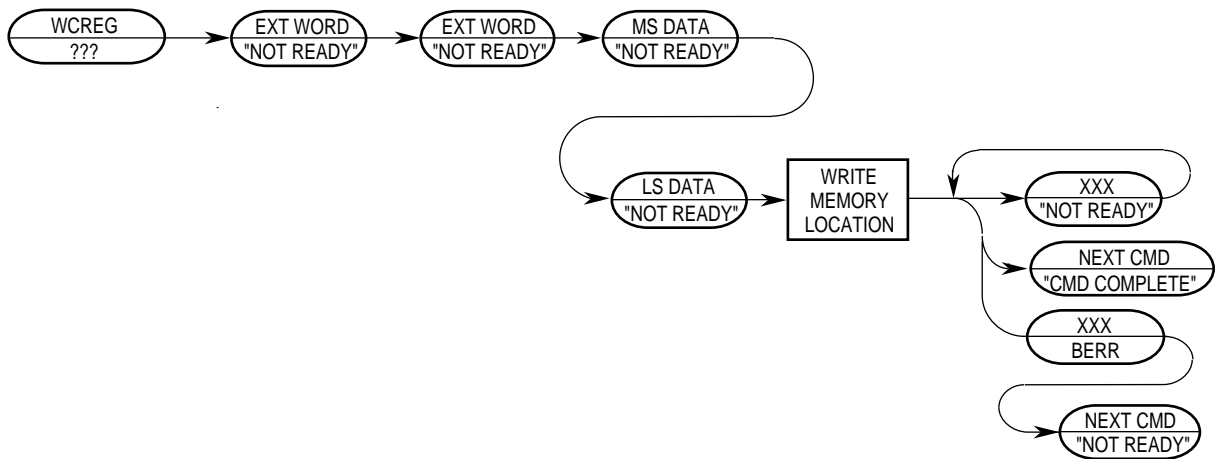 WCREG
???
EXT WORD
"NOT READY"
EXT WORD
"NOT READY"
MS DATA
"NOT READY"
LS DATA
"NOT READY"
WRITE
MEMORY
LOCATION
XXX
"NOT READY"
NEXT CMD
"CMD COMPLETE"
XXX
BERR
NEXT CMD
"NOT READY"